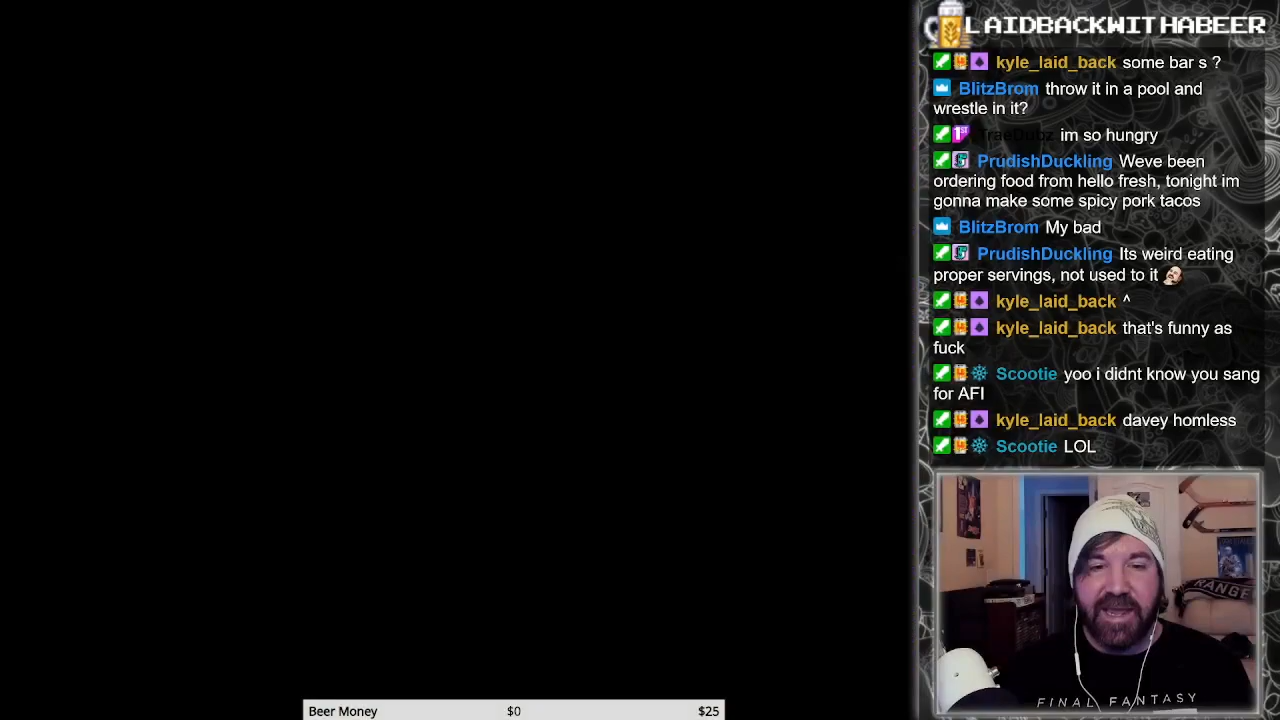 LAIDBACKWITHABEER
kyle_laid_back some bar s ?
BlitzBrom throw it in a pool and
wrestle in it?
1ST TraeDubz im so hungry
PrudishDuckling Weve been
ordering food from hello fresh, tonight im
gonna make some spicy pork tacos
BlitzBrom My bad
PrudishDuckling Its weird eating
proper servings, not used to it
kyle_laid_back ^
kyle_laid_back that's funny as
fuck
Scootie yoo i didnt know you sang
for AFI
kyle_laid_back davey homless
Scootie LOL
RANGE
FINAL FANTASY
Beer Money $0 $25